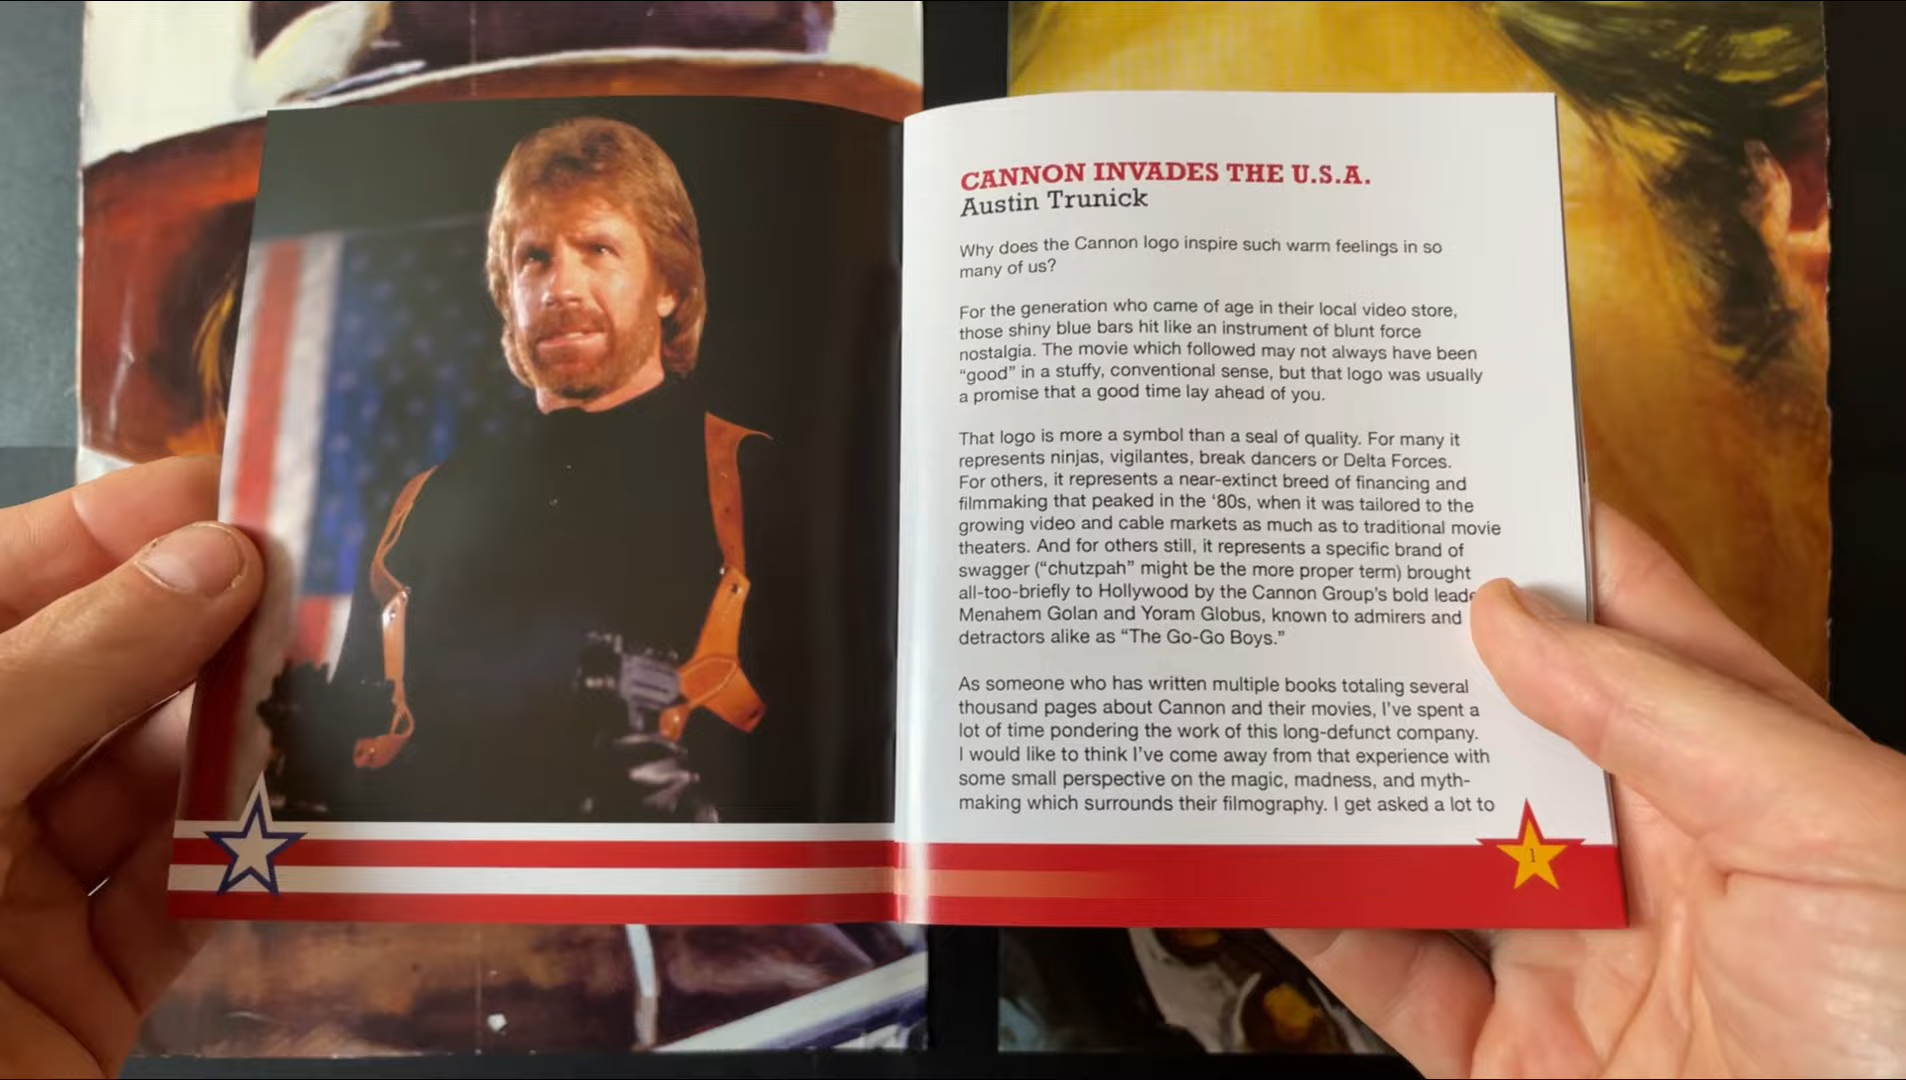 CANNON INVADES THE U.S.A.
Austin Trunick
Why does the Cannon logo inspire such warm feelings in so
many of us?
For the generation who came of age in their local video store,
those shiny blue bars hit like an instrument of blunt force
nostalgia. The movie which followed may not always have been
“good” in a stuffy, conventional sense, but that logo was usually
a promise that a good time lay ahead of you.
That logo is more a symbol than a seal of quality. For many it
represents ninjas, vigilantes, break dancers or Delta Forces.
For others, it represents a near-extinct breed of financing and
filmmaking that peaked in the ‘80s, when it was tailored to the
growing video and cable markets as much as to traditional movie
theaters. And for others still, it represents a specific brand of
swagger (“chutzpah” might be the more proper term) brought
all-too-briefly to Hollywood by the Cannon Group’s bold
Menahem Golan and Yoram Globus, known to admirers and
detractors alike as “The Go-Go Boys.”
As someone who has written multiple books totaling several
thousand pages about Cannon and their movies, I’ve spent a
lot of time pondering the work of this long-defunct company.
I would like to think I’ve come away from that experience with
some small perspective on the magic, madness, and myth-
making which surrounds their filmography. I get asked a lot to
1